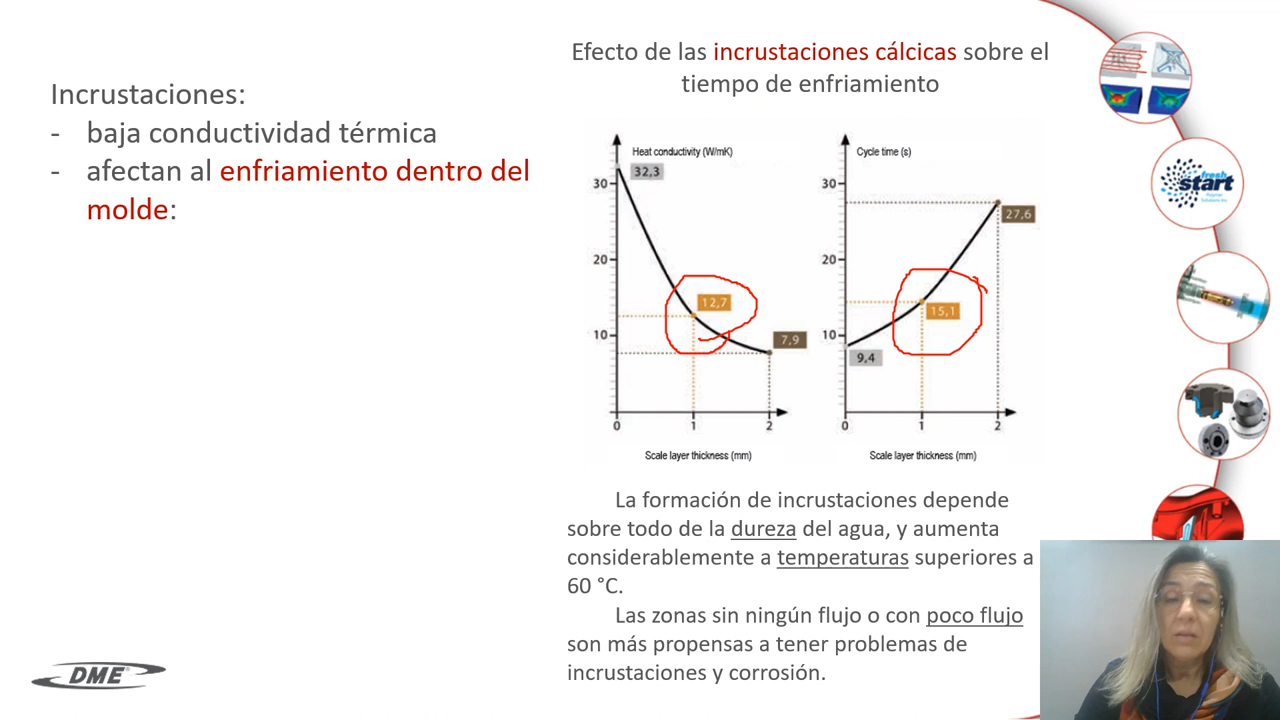 Incrustaciones:
- baja conductividad térmica
- afectan al enfriamiento dentro del
molde:
Efecto de las incrustaciones cálcicas sobre el
tiempo de enfriamiento
Heat conductivity (W/mK)
32,3
30
20
12,7
10
7,9
0 1 2
Scale layer thickness (mm)
Cycle time (s)
30
27,6
20
15,1
10
9,4
0 1 2
Scale layer thickness (mm)
La formación de incrustaciones depende
sobre todo de la dureza del agua, y aumenta
considerablemente a temperaturas superiores a
60 °C.
Las zonas sin ningún flujo o con poco flujo
son más propensas a tener problemas de
incrustaciones y corrosión.
fresh
start
DME®